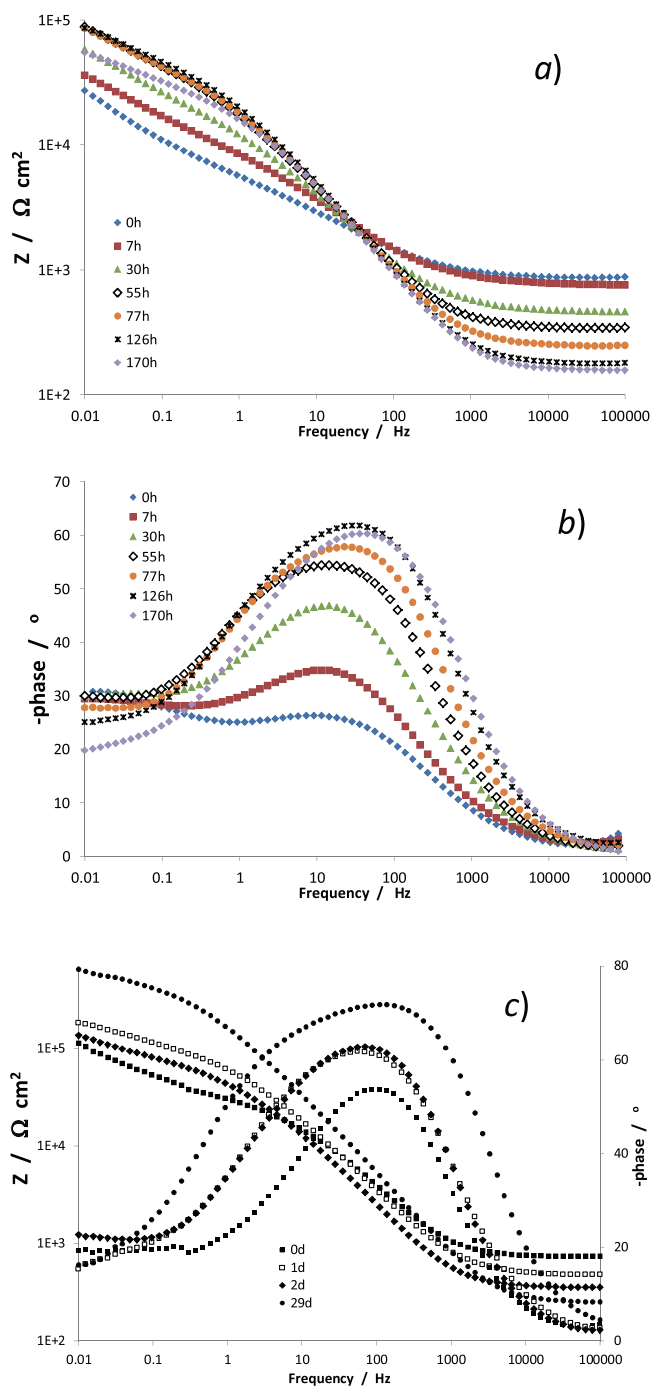 1E+5
a)
1E+4
Z / Ω cm²
0h
7h
1E+3
30h
55h
77h
126h
170h
1E+2
0.01 0.1 1 10 100 1000 10000 100000
Frequency / Hz
70
0h
b)
7h
60
30h
55h
50
77h
126h
170h
40
-phase / °
30
20
10
0
0.01 0.1 1 10 100 1000 10000 100000
Frequency / Hz
80
c)
1E+5
60
Z / Ω cm²
1E+4
40
-phase / °
1E+3
0d
20
1d
2d
29d
1E+2 0
0.01 0.1 1 10 100 1000 10000 100000
Frequency / Hz